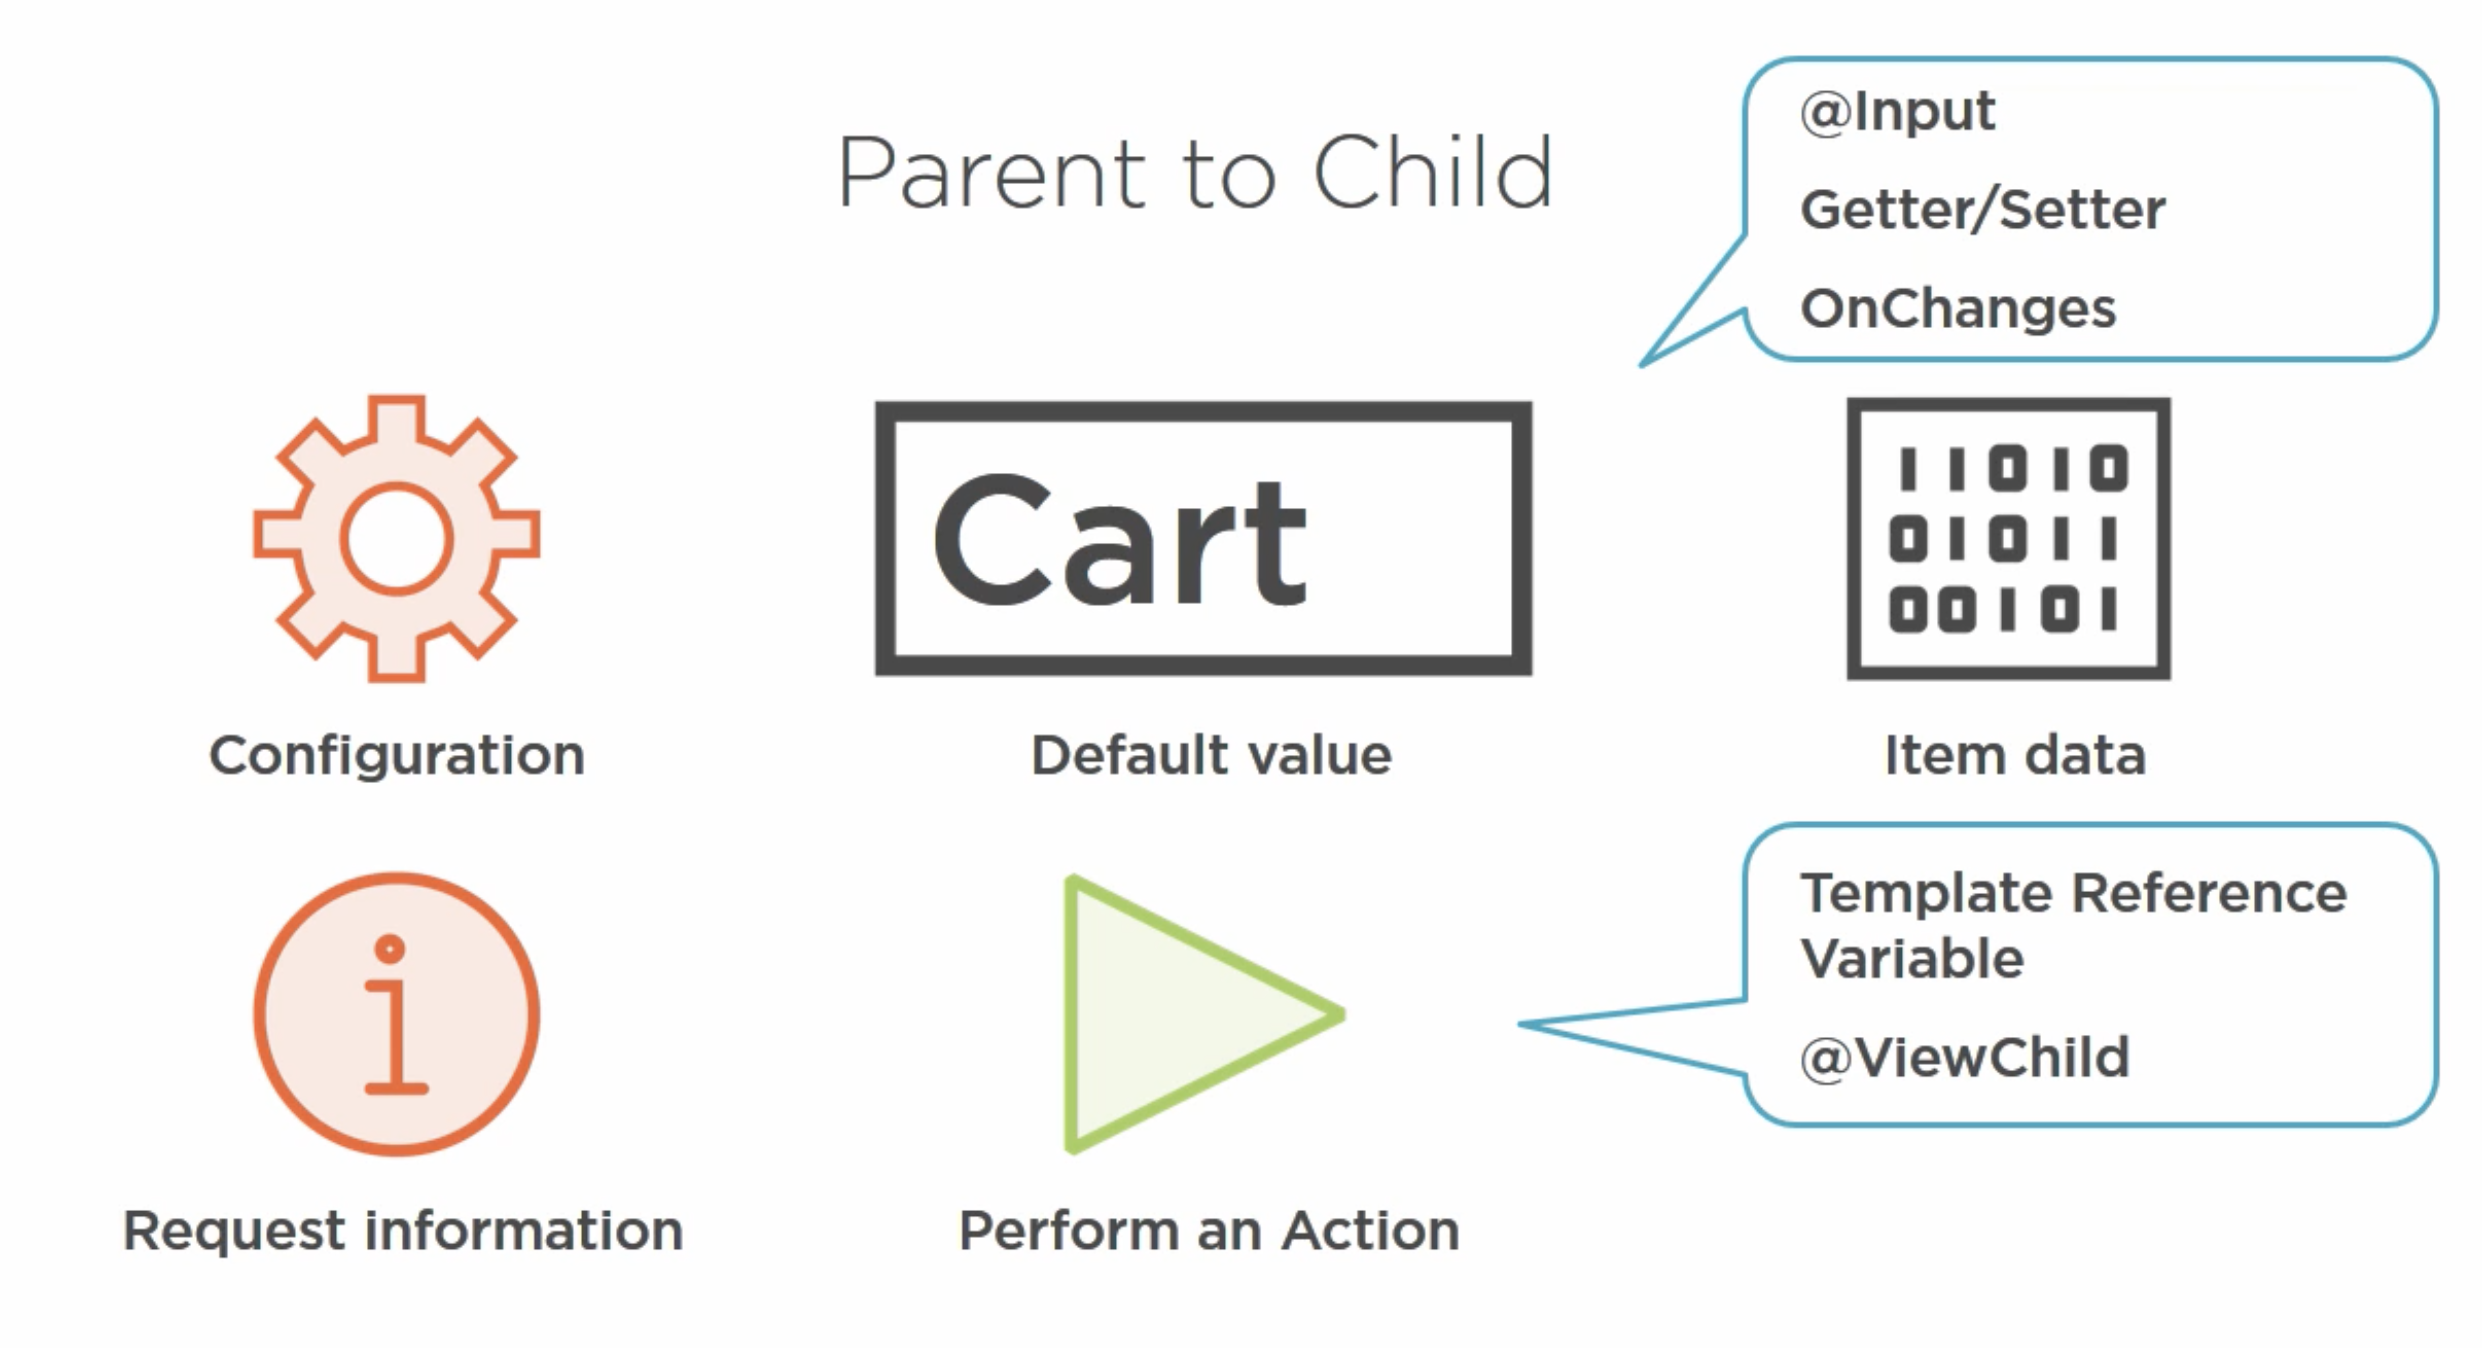 Parent to Child
@Input
Getter/Setter
OnChanges
Cart
11010
01011
00101
Configuration
Default value
Item data
i
Template Reference
Variable
@ViewChild
Request information
Perform an Action